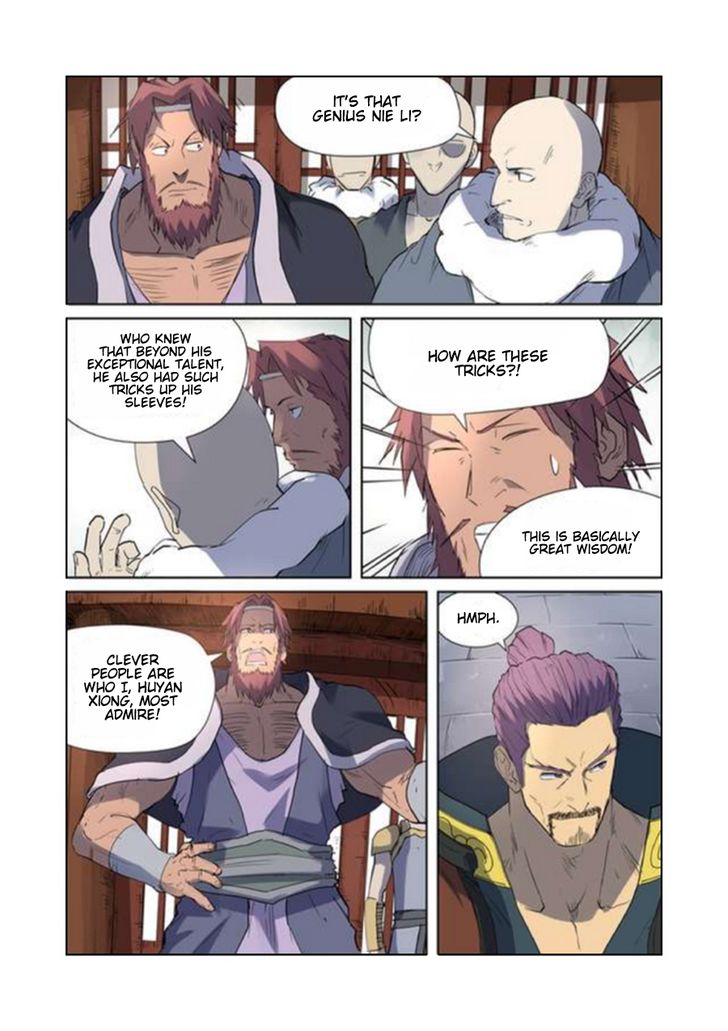 IT'S THAT
GENIUS NIE LI?
WHO KNEW
THAT BEYOND HIS
EXCEPTIONAL TALENT,
HE ALSO HAD SUCH
TRICKS UP HIS
SLEEVES!
HOW ARE THESE
TRICKS?!
THIS IS BASICALLY
GREAT WISDOM!
CLEVER
PEOPLE ARE
WHO I, HUYAN
XIONG, MOST
ADMIRE!
HMPH.